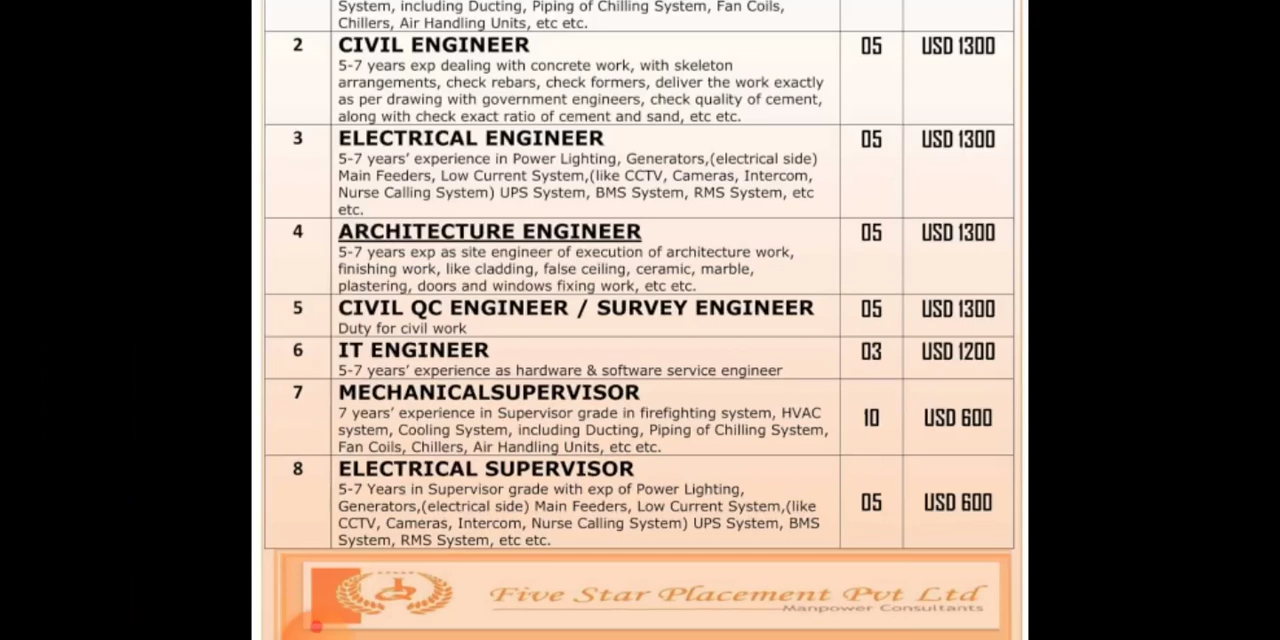 System, including Ducting, Piping of Chilling System, Fan Coils,
Chillers, Air Handling Units, etc etc.
2 CIVIL ENGINEER 05 USD 1300
5-7 years exp dealing with concrete work, with skeleton
arrangements, check rebars, check formers, deliver the work exactly
as per drawing with government engineers, check quality of cement,
along with check exact ratio of cement and sand, etc etc.
3 ELECTRICAL ENGINEER 05 USD 1300
5-7 years’ experience in Power Lighting, Generators,(electrical side)
Main Feeders, Low Current System,(like CCTV, Cameras, Intercom,
Nurse Calling System) UPS System, BMS System, RMS System, etc
etc.
4 ARCHITECTURE ENGINEER 05 USD 1300
5-7 years exp as site engineer of execution of architecture work,
finishing work, like cladding, false ceiling, ceramic, marble,
plastering, doors and windows fixing work, etc etc.
5 CIVIL QC ENGINEER / SURVEY ENGINEER 05 USD 1300
Duty for civil work
6 IT ENGINEER 03 USD 1200
5-7 years’ experience as hardware & software service engineer
7 MECHANICALSUPERVISOR
7 years’ experience in Supervisor grade in firefighting system, HVAC 10 USD 600
system, Cooling System, including Ducting, Piping of Chilling System,
Fan Coils, Chillers, Air Handling Units, etc etc.
8 ELECTRICAL SUPERVISOR
5-7 Years in Supervisor grade with exp of Power Lighting,
Generators,(electrical side) Main Feeders, Low Current System,(like 05 USD 600
CCTV, Cameras, Intercom, Nurse Calling System) UPS System, BMS
System, RMS System, etc etc.
Five Star Placement Pvt Ltd
Manpower Consultants